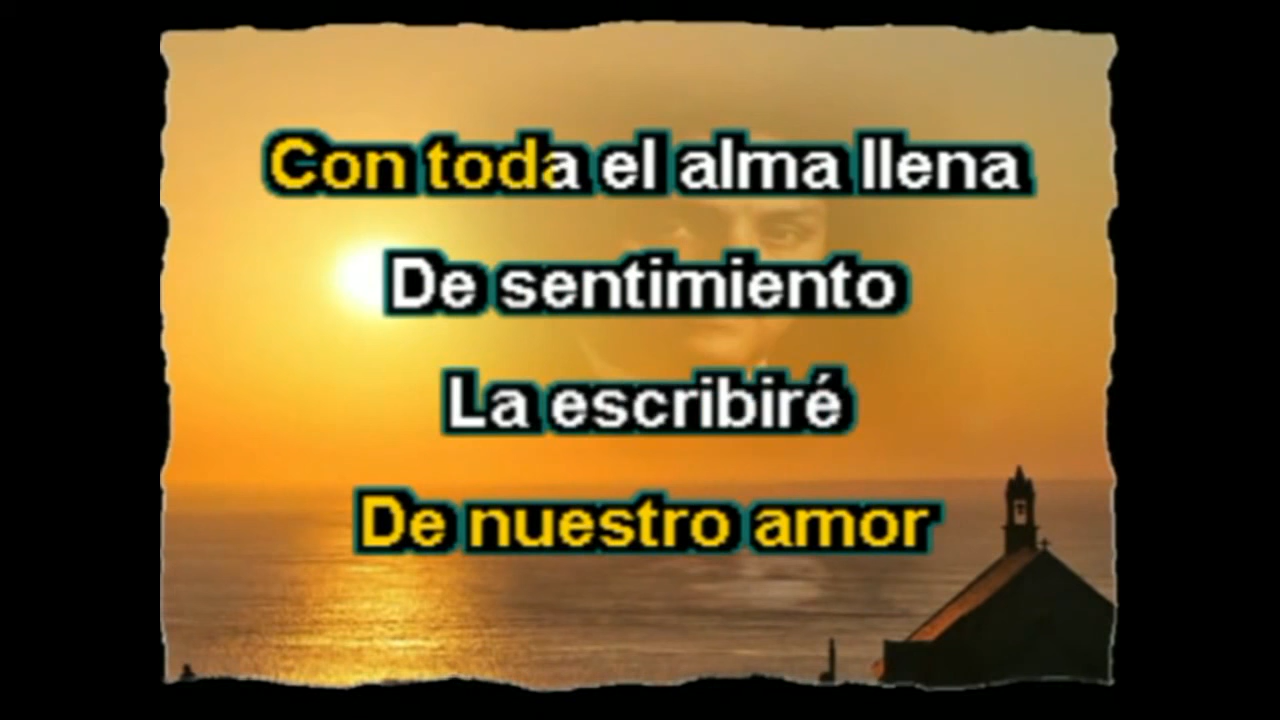 Con toda el alma llena
De sentimiento
La escribiré
De nuestro amor